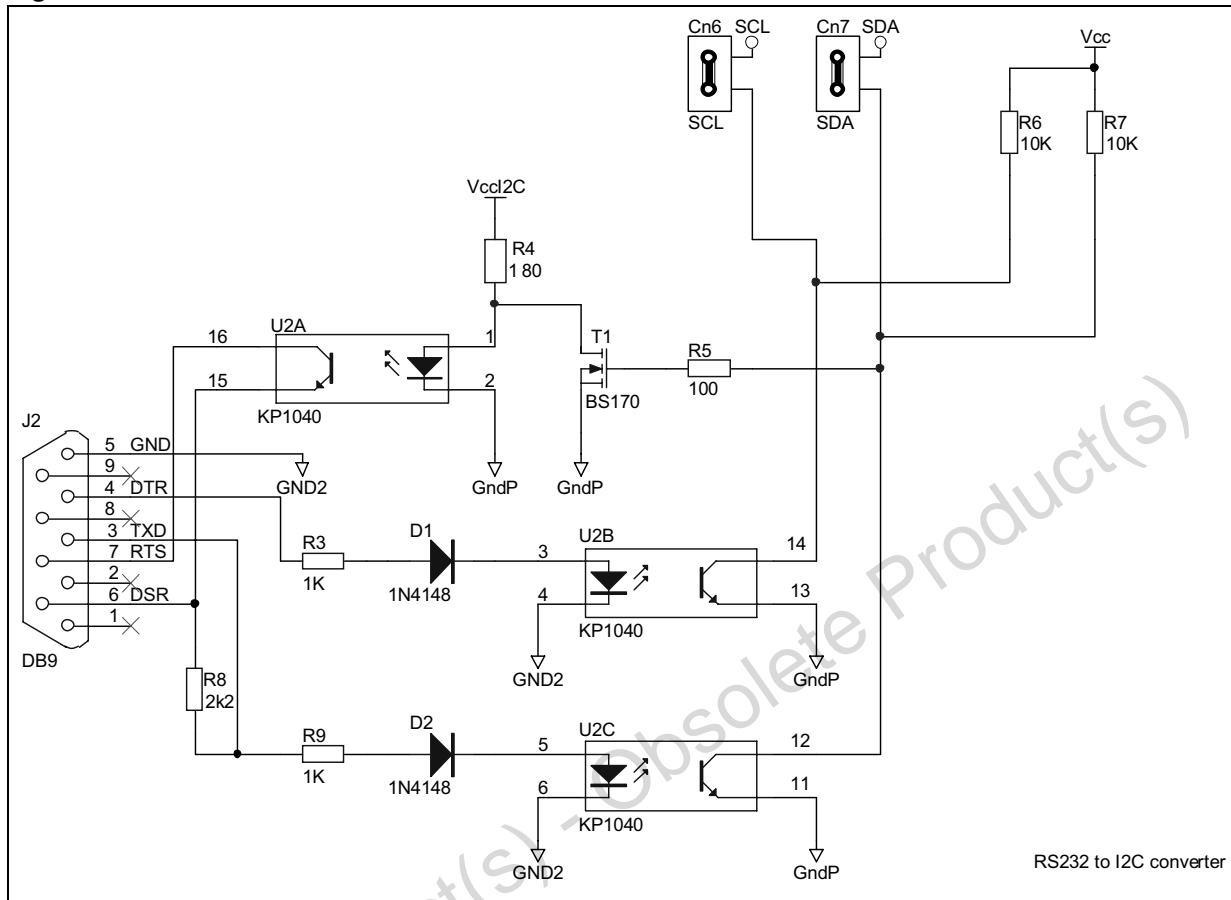 Cn6 SCL
Cn7 SDA
Vcc
SCL
SDA
R6
10K
R7
10K
VccI2C
R4
180
U2A
16
15
1
2
KP1040
T1
BS170
R5
100
J2
5 GND
9
4 DTR
8
3 TXD
7 RTS
2
6 DSR
1
DB9
GND2
GndP
GndP
R3
1K
D1
1N4148
3
4
U2B
14
13
KP1040
GND2
GndP
R8
2k2
R9
1K
D2
1N4148
5
6
U2C
12
11
KP1040
GND2
GndP
RS232 to I2C converter
ct(s) - Obsolete Product(s)